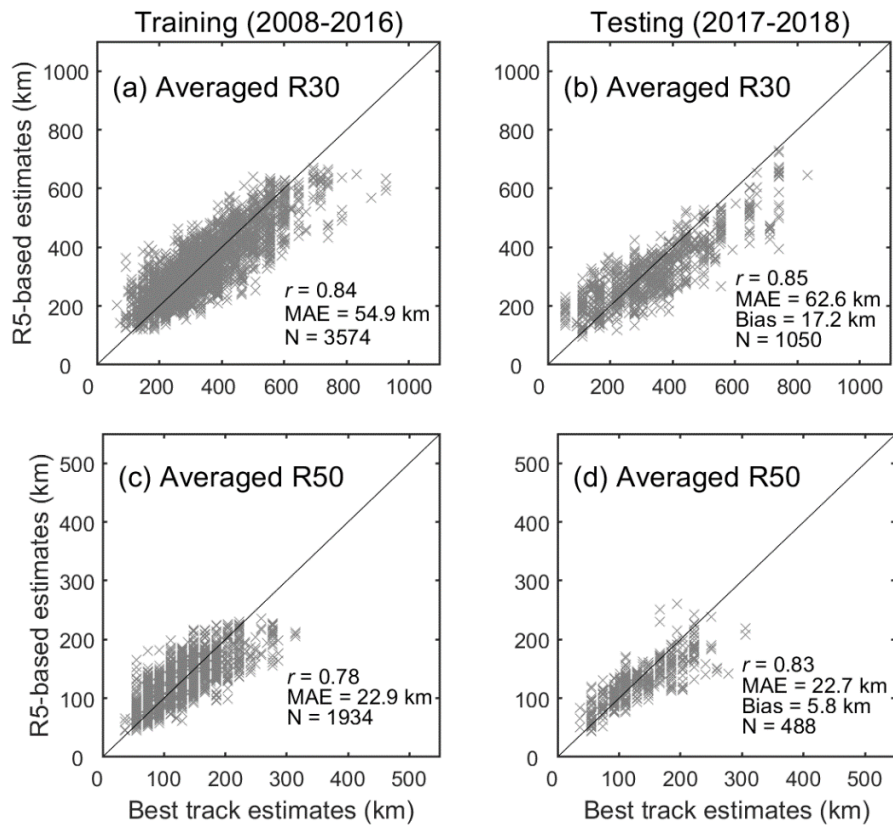 Training (2008-2016)
Testing (2017-2018)
R5-based estimates (km)
1000
800
600
400
200
0
(a) Averaged R30
r = 0.84
MAE = 54.9 km
N = 3574
0 200 400 600 800 1000
1000
800
600
400
200
0
(b) Averaged R30
r = 0.85
MAE = 62.6 km
Bias = 17.2 km
N = 1050
0 200 400 600 800 1000
R5-based estimates (km)
500
400
300
200
100
0
(c) Averaged R50
r = 0.78
MAE = 22.9 km
N = 1934
0 100 200 300 400 500
Best track estimates (km)
500
400
300
200
100
0
(d) Averaged R50
r = 0.83
MAE = 22.7 km
Bias = 5.8 km
N = 488
0 100 200 300 400 500
Best track estimates (km)